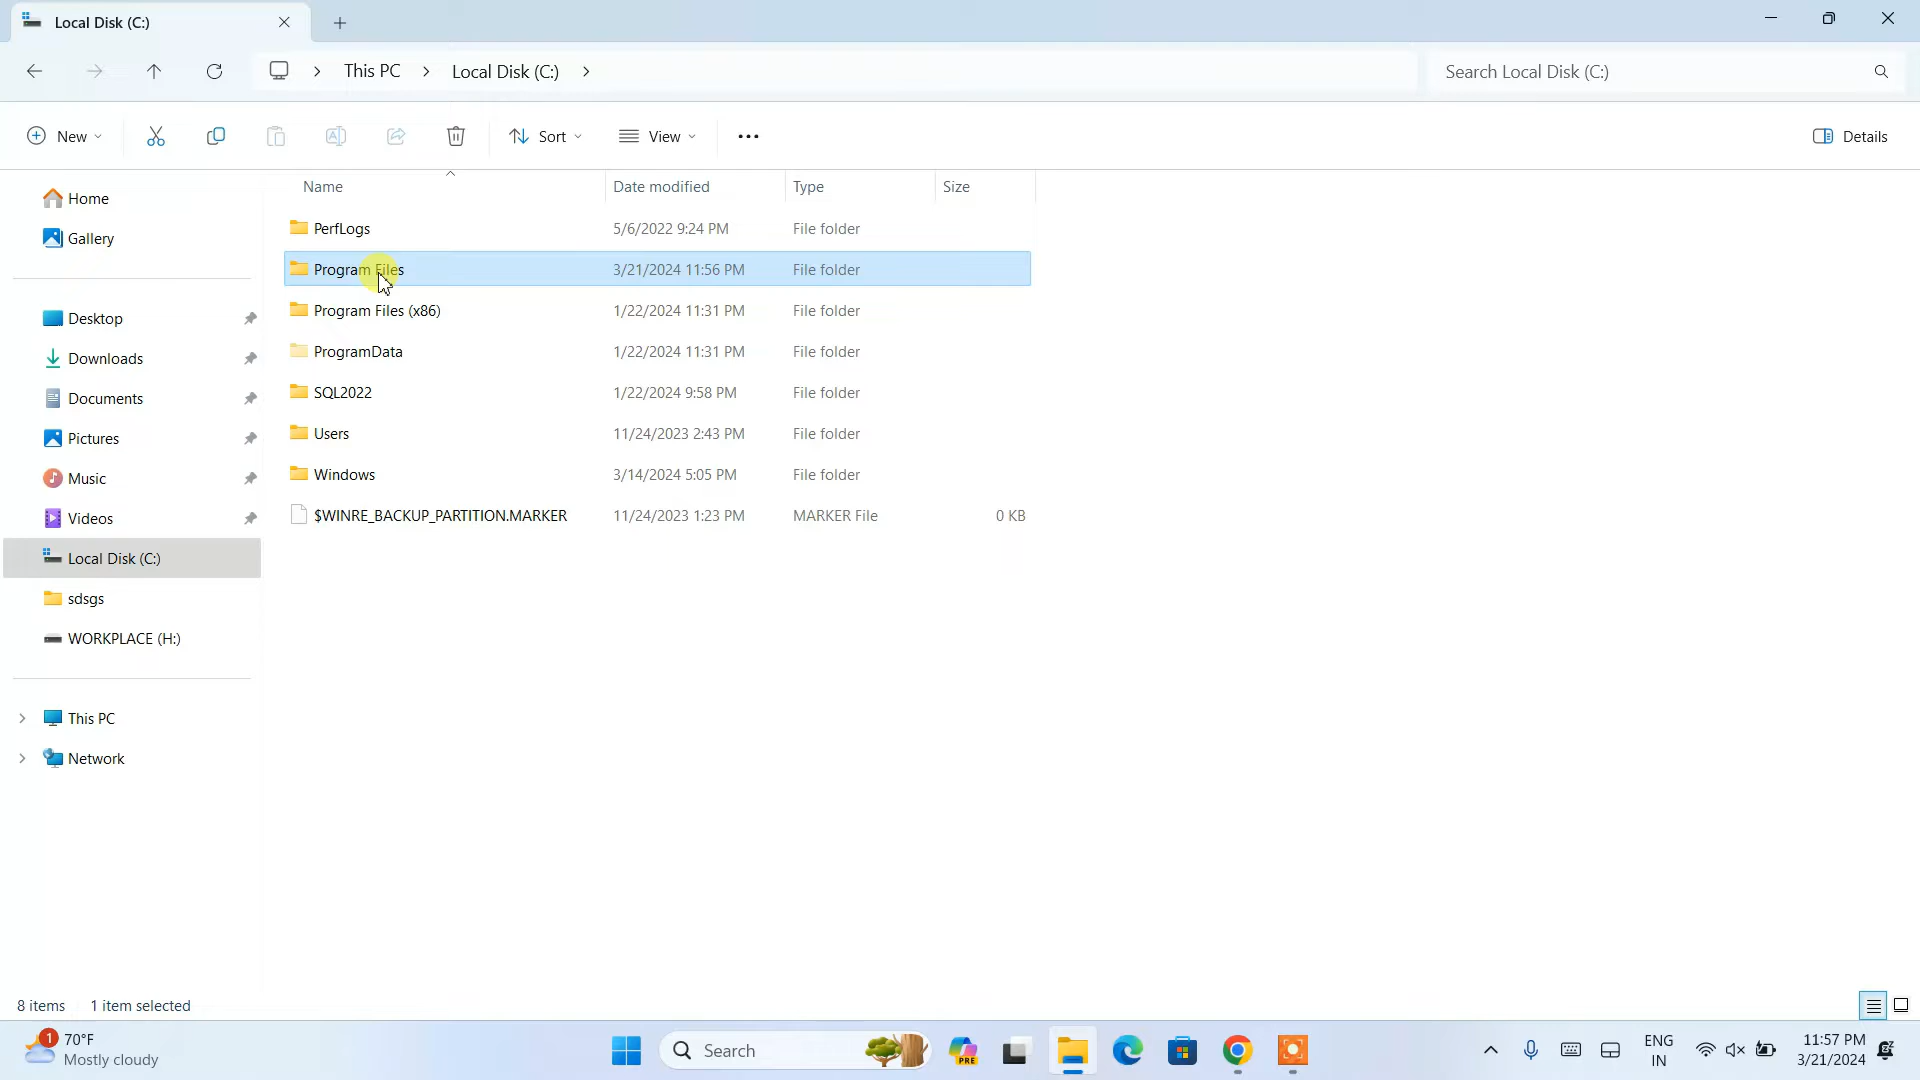 Local Disk (C:)
This PC Local Disk (C:) Search Local Disk (C:)
New Sort View Details
Name Date modified Type Size
PerfLogs 5/6/2022 9:24 PM File folder
Program Files 3/21/2024 11:56 PM File folder
Program Files (x86) 1/22/2024 11:31 PM File folder
ProgramData 1/22/2024 11:31 PM File folder
SQL2022 1/22/2024 9:58 PM File folder
Users 11/24/2023 2:43 PM File folder
Windows 3/14/2024 5:05 PM File folder
$WINRE_BACKUP_PARTITION.MARKER 11/24/2023 1:23 PM MARKER File 0 KB
Home
Gallery
Desktop
Downloads
Documents
Pictures
Music
Videos
Local Disk (C:)
sdsgs
WORKPLACE (H:)
This PC
Network
8 items 1 item selected
1
70°F
Mostly cloudy
Search
PRE
ENG
IN
11:57 PM
3/21/2024